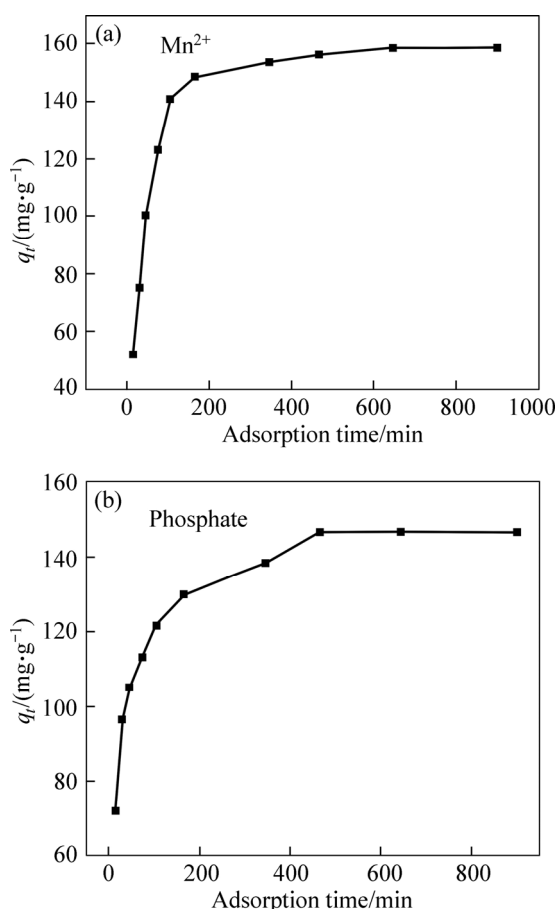 (a)
Mn²⁺
160
140
120
100
80
60
40
qₜ/(mg·g⁻¹)
0 200 400 600 800 1000
Adsorption time/min
(b)
Phosphate
160
140
120
100
80
60
qₜ/(mg·g⁻¹)
0 200 400 600 800
Adsorption time/min